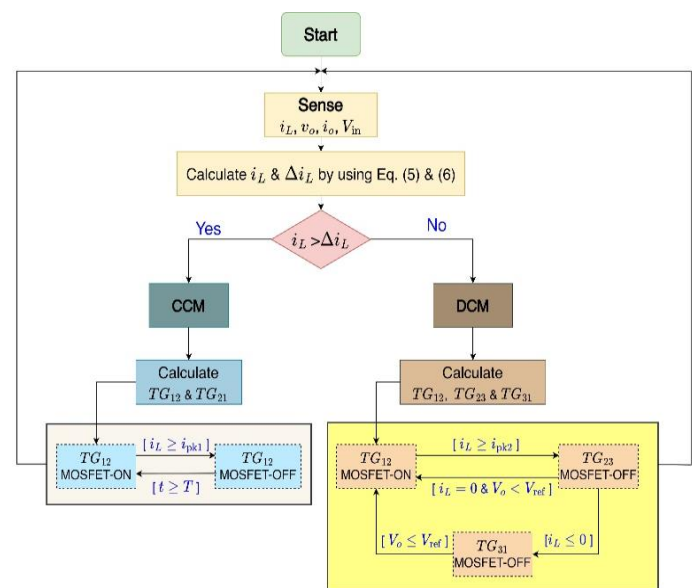 Start
Sense
i_L, v_o, i_o, V_in
Calculate i_L & Δi_L by using Eq. (5) & (6)
Yes
No
i_L >Δi_L
CCM
DCM
Calculate
TG_12 & TG_21
Calculate
TG_12, TG_23 & TG_31
TG_12
MOSFET-ON
[i_L ≥ i_pk1]
[t ≥ T]
TG_12
MOSFET-OFF
TG_12
MOSFET-ON
[i_L ≥ i_pk2]
[i_L = 0 & V_o < V_ref]
TG_23
MOSFET-OFF
[V_o ≤ V_ref]
TG_31
MOSFET-OFF
[i_L ≤ 0]